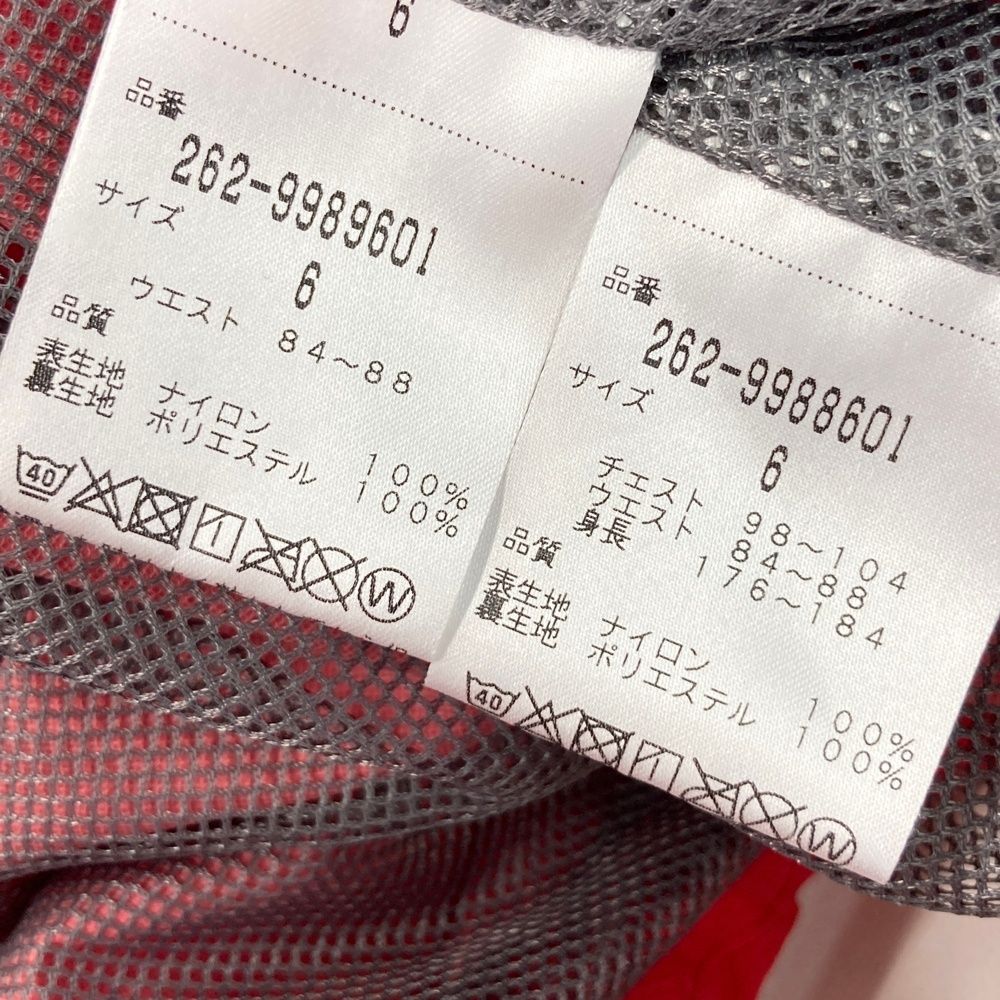 6
品番
262-9989601
サイズ
6
ウエスト 84~88
品質
表生地 ナイロン 100%
裏生地 ポリエステル 100%
40
W
品番
262-9988601
サイズ
6
チェスト 98~104
ウエスト 84~88
身長 176~184
品質
表生地 ナイロン 100%
裏生地 ポリエステル 100%
40
W